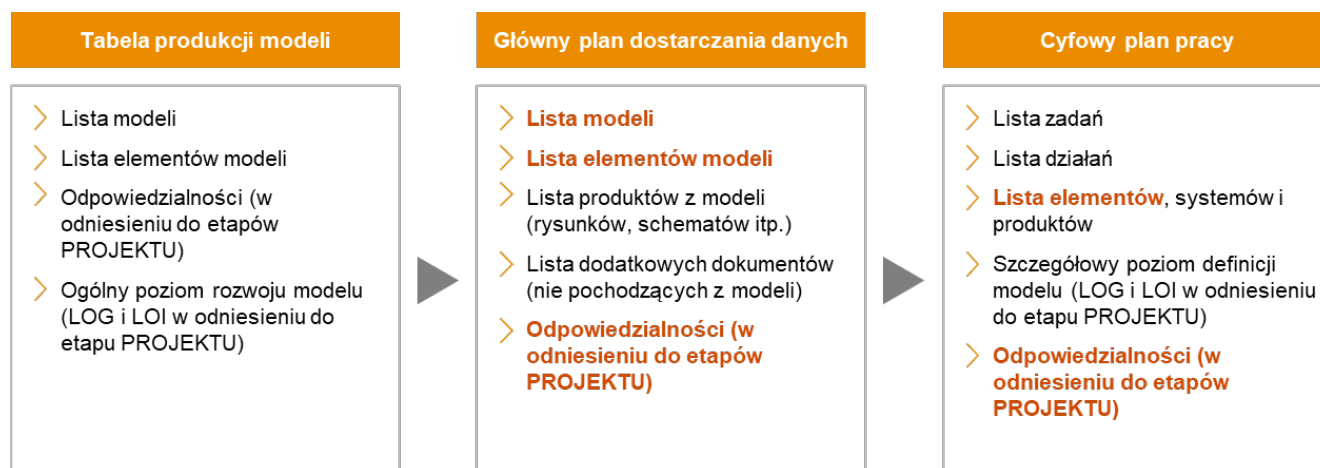 Tabela produkcji modeli
Lista modeli
Lista elementów modeli
Odpowiedzialności (w
odniesieniu do etapów
PROJEKTU)
Ogólny poziom rozwoju modelu
(LOG i LOI w odniesieniu do
etapu PROJEKTU)
Główny plan dostarczania danych
Lista modeli
Lista elementów modeli
Lista produktów z modeli
(rysunków, schematów itp.)
Lista dodatkowych dokumentów
(nie pochodzących z modeli)
Odpowiedzialności (w
odniesieniu do etapów
PROJEKTU)
Cyfowy plan pracy
Lista zadań
Lista działań
Lista elementów, systemów i
produktów
Szczegółowy poziom definicji
modelu (LOG i LOI w odniesieniu
do etapu PROJEKTU)
Odpowiedzialności (w
odniesieniu do etapów
PROJEKTU)